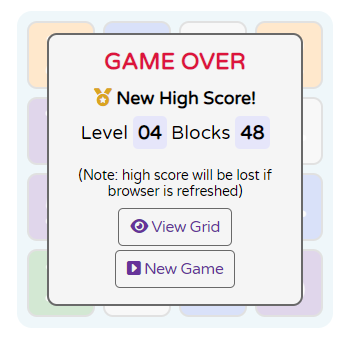 GAME OVER
New High Score!
Level 04 Blocks 48
(Note: high score will be lost if
browser is refreshed)
View Grid
New Game